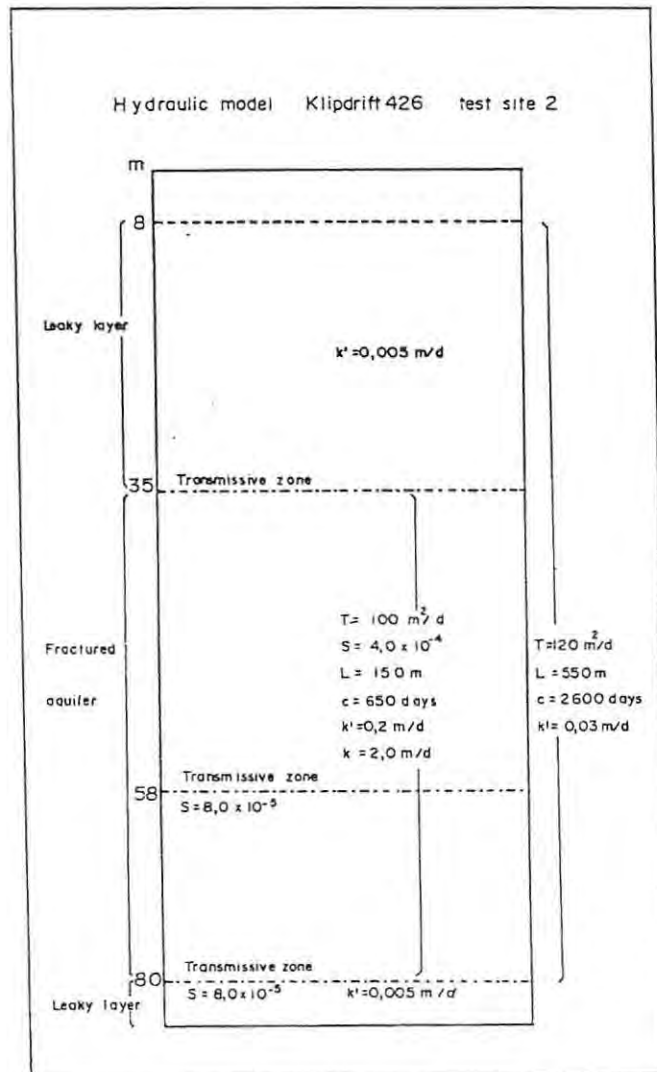 Hydraulic model Klipdrift 426 test site 2
m
8
Leaky layer
k'=0,005 m/d
35
Transmissive zone
Fractured
aquifer
T= 100 m²/d
S = 4,0 x 10⁻⁴
L = 150 m
c = 650 days
k'=0,2 m/d
k = 2,0 m/d
T=120 m²/d
L = 550 m
c = 2600 days
k'= 0,03 m/d
Transmissive zone
58
S=8,0 x 10⁻⁵
Transmissive zone
80
S=8,0x10⁻⁵ k'=0,005 m/d
Leaky layer